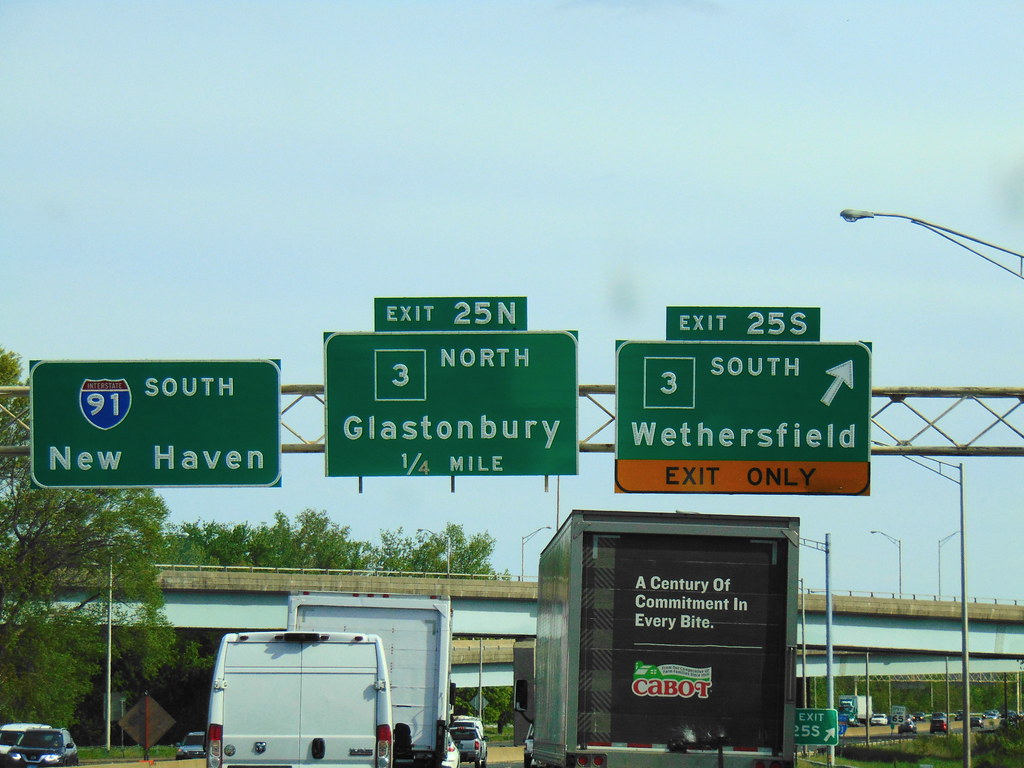 EXIT 25N
EXIT 25S
INTERSTATE
91
SOUTH
New Haven
3
NORTH
Glastonbury
1/4 MILE
3
SOUTH
Wethersfield
EXIT ONLY
A Century Of
Commitment In
Every Bite.
CABOT
EXIT
25S